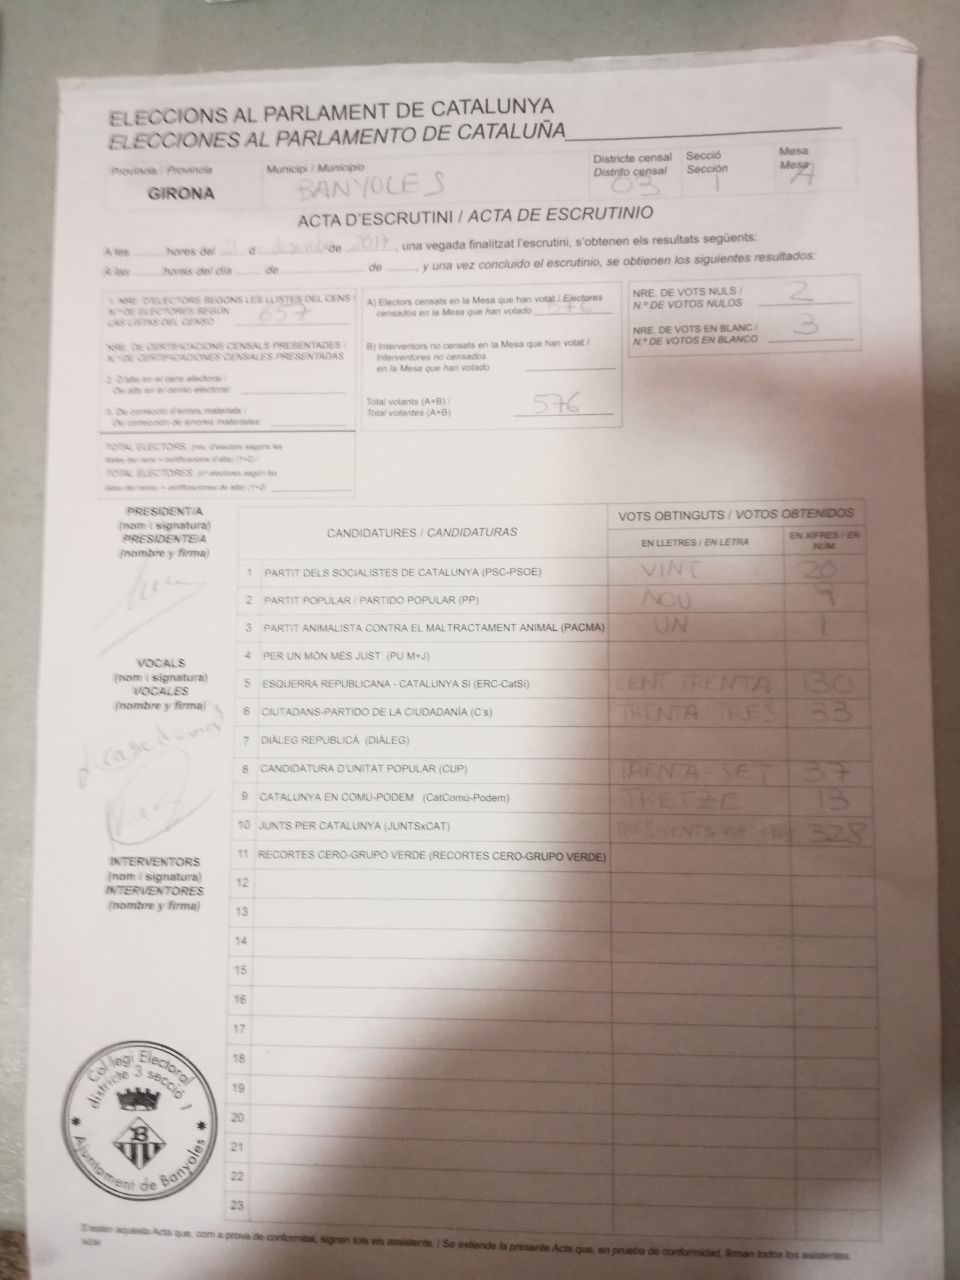 ELECCIONS AL PARLAMENT DE CATALUNYA
ELECCIONES AL PARLAMENTO DE CATALUÑA
Província / Provincia
GIRONA
Municipi / Municipio
BANYOLES
Districte censal
Distrito censal
03
Secció
Sección
1
Mesa
Mesa
A
ACTA D'ESCRUTINI / ACTA DE ESCRUTINIO
A les ........ hores del ........ d ........ de 2017, una vegada finalitzat l'escrutini, s'obtenen els resultats següents:
A las ........ horas del día ........ de ........ de ........, y una vez concluido el escrutinio, se obtienen los siguientes resultados:
1. NRE. D'ELECTORS SEGONS LES LLISTES DEL CENS /
N.º DE ELECTORES SEGÚN
LAS LISTAS DEL CENSO
657
NRE. DE CERTIFICACIONS CENSALS PRESENTADES /
N.º DE CERTIFICACIONES CENSALES PRESENTADAS
2. D'alta en el cens electoral /
De alta en el censo electoral:
3. De correcció d'errors materials /
De corrección de errores materiales:
TOTAL ELECTORS (nre. d'electors segons les
llistes del cens + certificacions d'alta) (1+2) /
TOTAL ELECTORES (n.º electores según las
listas del censo + certificaciones de alta) (1+2)
A) Electors censats en la Mesa que han votat / Electores
censados en la Mesa que han votado 576
B) Interventors no censats en la Mesa que han votat /
Interventores no censados
en la Mesa que han votado
Total votants (A+B) /
Total votantes (A+B)
576
NRE. DE VOTS NULS /
N.º DE VOTOS NULOS
2
NRE. DE VOTS EN BLANC /
N.º DE VOTOS EN BLANCO
3
PRESIDENT/A
(nom i signatura)
PRESIDENTE/A
(nombre y firma)
VOCALS
(nom i signatura)
VOCALES
(nombre y firma)
INTERVENTORS
(nom i signatura)
INTERVENTORES
(nombre y firma)
CANDIDATURES / CANDIDATURAS
VOTS OBTINGUTS / VOTOS OBTENIDOS
EN LLETRES / EN LETRA
EN XIFRES / EN
NÚM.
1 PARTIT DELS SOCIALISTES DE CATALUNYA (PSC-PSOE) VINT 20
2 PARTIT POPULAR / PARTIDO POPULAR (PP) NOU 9
3 PARTIT ANIMALISTA CONTRA EL MALTRACTAMENT ANIMAL (PACMA) UN 1
4 PER UN MÓN MÉS JUST (PU M+J)
5 ESQUERRA REPUBLICANA - CATALUNYA SÍ (ERC-CatSí) CENT TRENTA 130
6 CIUTADANS-PARTIDO DE LA CIUDADANÍA (C's) TRENTA TRES 33
7 DIÀLEG REPUBLICÀ (DIÀLEG)
8 CANDIDATURA D'UNITAT POPULAR (CUP) TRENTA-SET 37
9 CATALUNYA EN COMÚ-PODEM (CatComú-Podem) TRETZE 13
10 JUNTS PER CATALUNYA (JUNTSxCAT) TRES-CENTS 328
11 RECORTES CERO-GRUPO VERDE (RECORTES CERO-GRUPO VERDE)
12
13
14
15
16
17
18
19
20
21
22
23
Col·legi Electoral
districte 3 secció 1
B
Ajuntament de Banyoles
S'estén aquesta Acta que, com a prova de conformitat, signen tots els assistents. / Se extiende la presente Acta que, en prueba de conformidad, firman todos los asistentes.